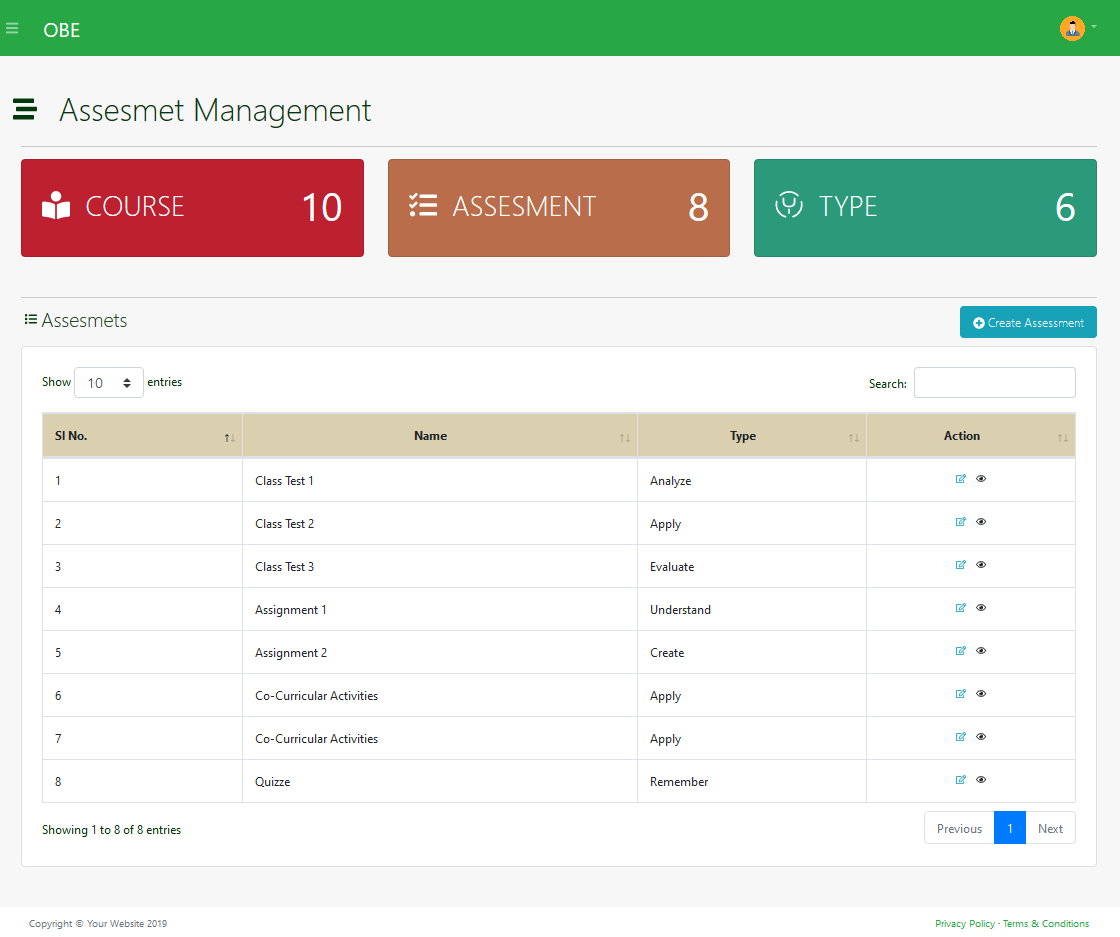 OBE
Assesmet Management
COURSE 10
ASSESMENT 8
TYPE 6
Assesmets
Create Assessment
Show 10 entries
Search:
Sl No. Name Type Action
1 Class Test 1 Analyze
2 Class Test 2 Apply
3 Class Test 3 Evaluate
4 Assignment 1 Understand
5 Assignment 2 Create
6 Co-Curricular Activities Apply
7 Co-Curricular Activities Apply
8 Quizze Remember
Showing 1 to 8 of 8 entries
Previous 1 Next
Copyright © Your Website 2019
Privacy Policy · Terms & Conditions